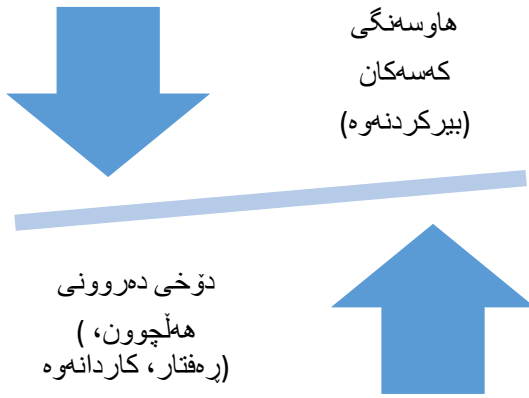 هاوسەنگی
کەسەکان
(بیرکردنەوە)
دۆخی دەروونی
( هەڵچوون،
ڕەفتار، کاردانەوە)